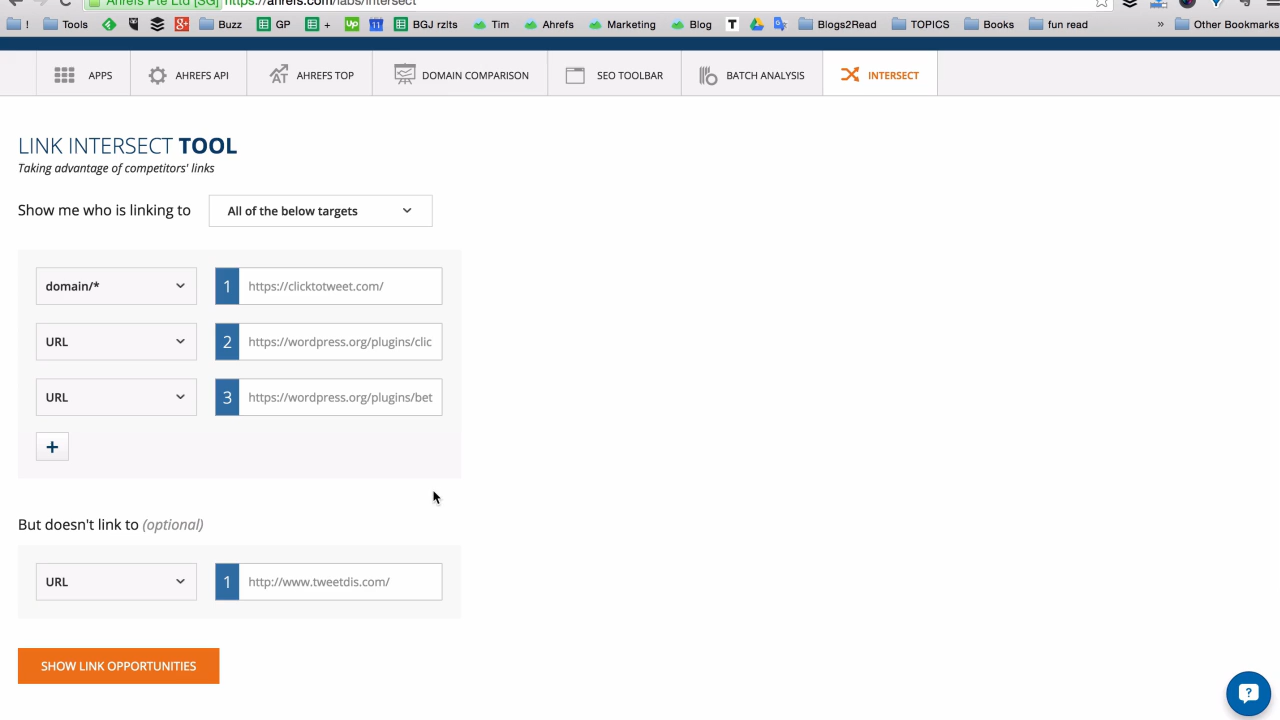 Ahrefs Pte Ltd [SG] https://ahrefs.com/labs/intersect
! Tools Buzz GP + BGJ rzlts Tim Ahrefs Marketing Blog Blogs2Read TOPICS Books fun read » Other Bookmarks
APPS AHREFS API AHREFS TOP DOMAIN COMPARISON SEO TOOLBAR BATCH ANALYSIS INTERSECT
LINK INTERSECT TOOL
Taking advantage of competitors' links
Show me who is linking to All of the below targets
domain/* 1 https://clicktotweet.com/
URL 2 https://wordpress.org/plugins/clic
URL 3 https://wordpress.org/plugins/bet
+
But doesn't link to (optional)
URL 1 http://www.tweetdis.com/
SHOW LINK OPPORTUNITIES